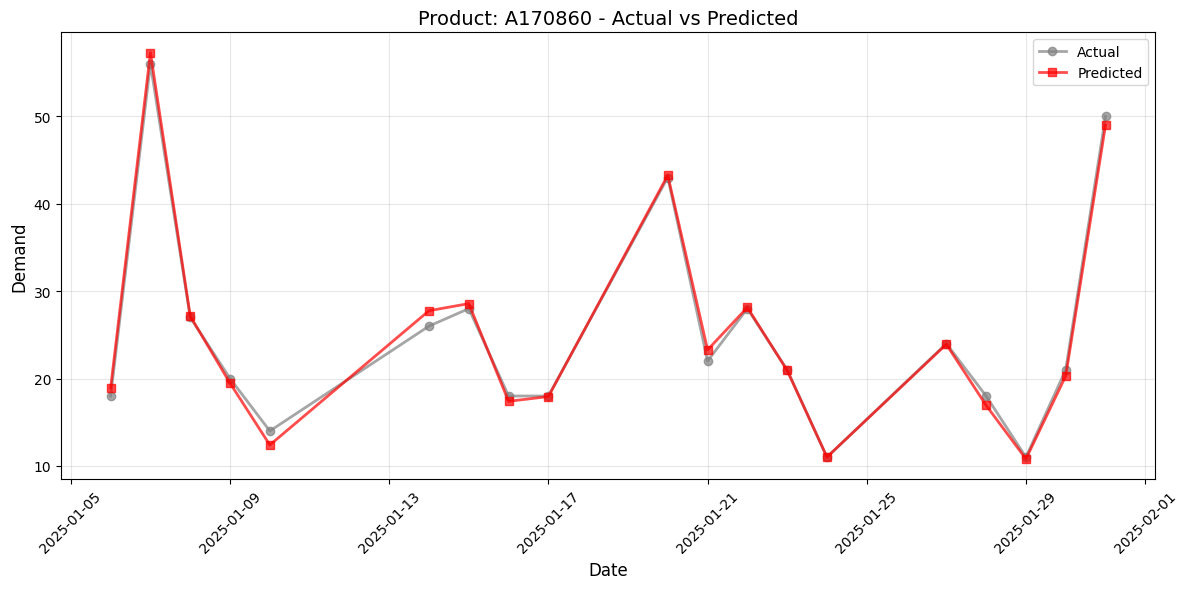 Product: A170860 - Actual vs Predicted
Actual
Predicted
Demand
50
40
30
20
10
2025-01-05
2025-01-09
2025-01-13
2025-01-17
2025-01-21
2025-01-25
2025-01-29
2025-02-01
Date